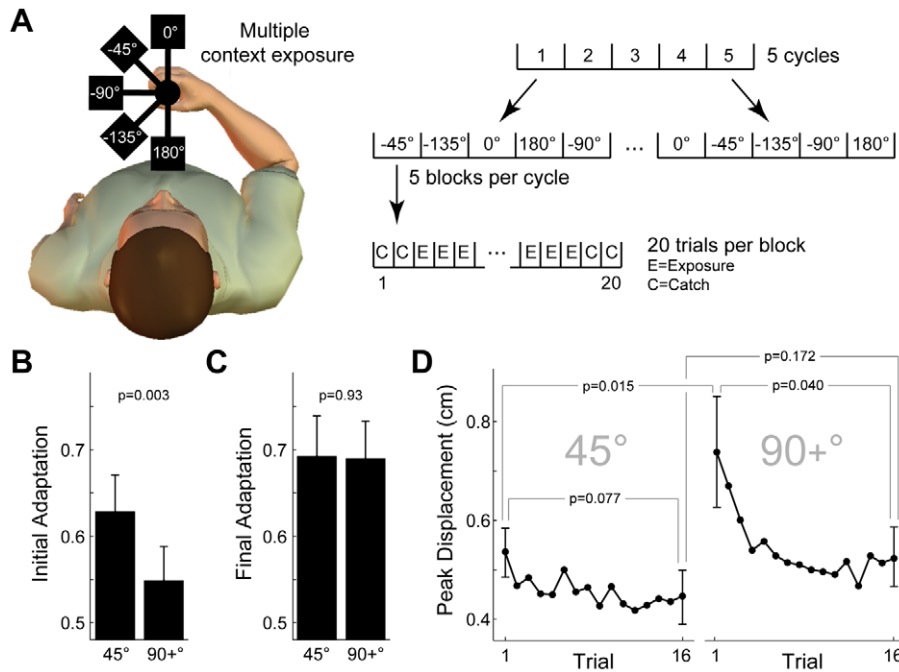 A
0°
-45°
-90°
-135°
180°
Multiple
context exposure
1 2 3 4 5 5 cycles
-45° -135° 0° 180° -90° ... 0° -45° -135° -90° 180°
5 blocks per cycle
C C E E E ... E E E C C
1 20
20 trials per block
E=Exposure
C=Catch
B
p=0.003
Initial Adaptation
0.7
0.6
0.5
45° 90+°
C
p=0.93
Final Adaptation
0.7
0.6
0.5
45° 90+°
D
p=0.172
p=0.015
p=0.040
Peak Displacement (cm)
0.8
0.6
0.4
45°
90+°
p=0.077
1 Trial 16
1 Trial 16